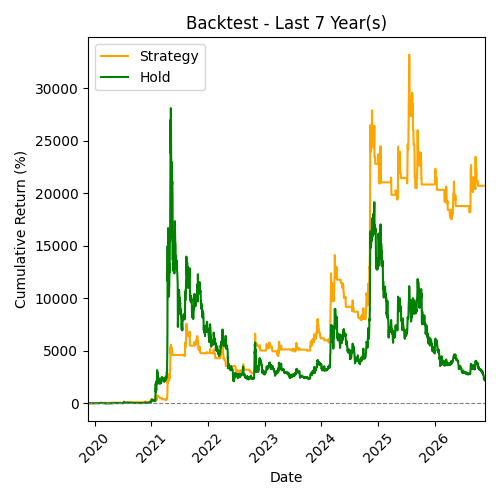 Backtest - Last 7 Year(s)
Strategy
Hold
Cumulative Return (%)
30000
25000
20000
15000
10000
5000
0
2020
2021
2022
2023
2024
2025
2026
Date